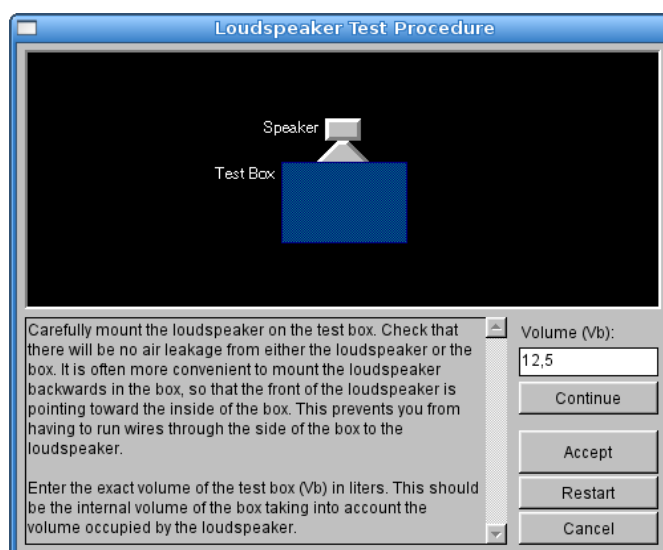 Loudspeaker Test Procedure
Speaker
Test Box
Carefully mount the loudspeaker on the test box. Check that
there will be no air leakage from either the loudspeaker or the
box. It is often more convenient to mount the loudspeaker
backwards in the box, so that the front of the loudspeaker is
pointing toward the inside of the box. This prevents you from
having to run wires through the side of the box to the
loudspeaker.
Enter the exact volume of the test box (Vb) in liters. This should
be the internal volume of the box taking into account the
volume occupied by the loudspeaker.
Volume (Vb):
12,5
Continue
Accept
Restart
Cancel